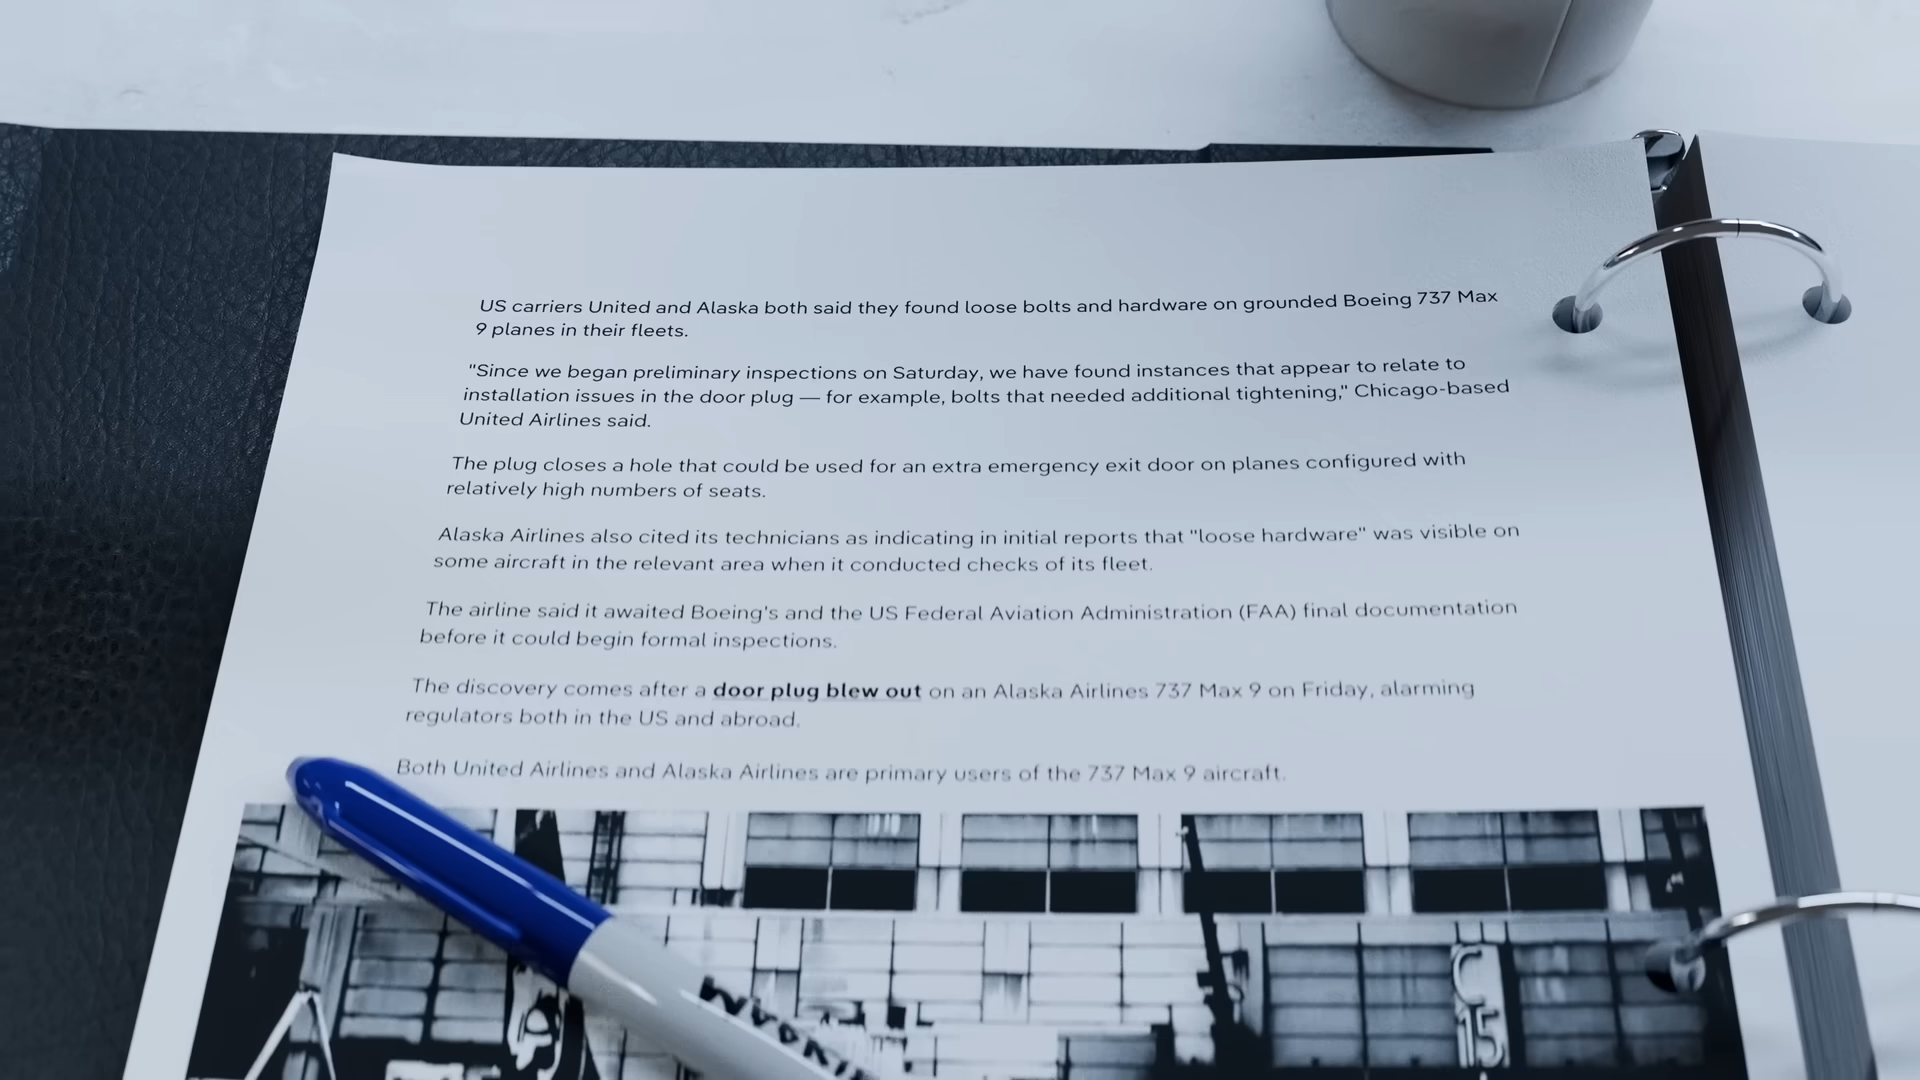 US carriers United and Alaska both said they found loose bolts and hardware on grounded Boeing 737 Max
9 planes in their fleets.
"Since we began preliminary inspections on Saturday, we have found instances that appear to relate to
installation issues in the door plug — for example, bolts that needed additional tightening," Chicago-based
United Airlines said.
The plug closes a hole that could be used for an extra emergency exit door on planes configured with
relatively high numbers of seats.
Alaska Airlines also cited its technicians as indicating in initial reports that "loose hardware" was visible on
some aircraft in the relevant area when it conducted checks of its fleet.
The airline said it awaited Boeing's and the US Federal Aviation Administration (FAA) final documentation
before it could begin formal inspections.
The discovery comes after a door plug blew out on an Alaska Airlines 737 Max 9 on Friday, alarming
regulators both in the US and abroad.
Both United Airlines and Alaska Airlines are primary users of the 737 Max 9 aircraft.
C
15